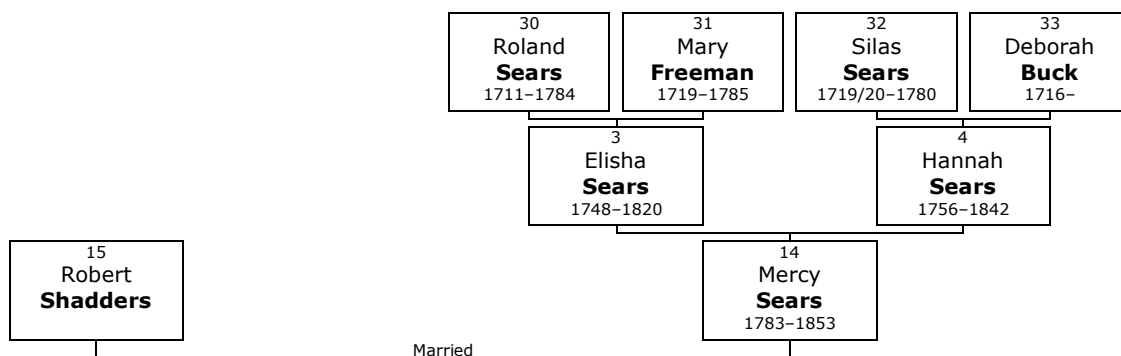 30
Roland
Sears
1711–1784
31
Mary
Freeman
1719–1785
32
Silas
Sears
1719/20–1780
33
Deborah
Buck
1716–
3
Elisha
Sears
1748–1820
4
Hannah
Sears
1756–1842
15
Robert
Shadders
14
Mercy
Sears
1783–1853
Married